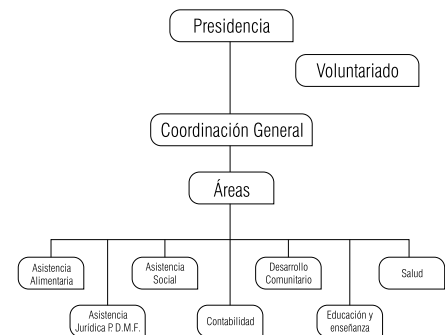 Presidencia
Voluntariado
Coordinación General
Áreas
Asistencia
Alimentaria
Asistencia
Social
Desarrollo
Comunitario
Salud
Asistencia
Jurídica P. D.M.F.
Contabilidad
Educación y
enseñanza